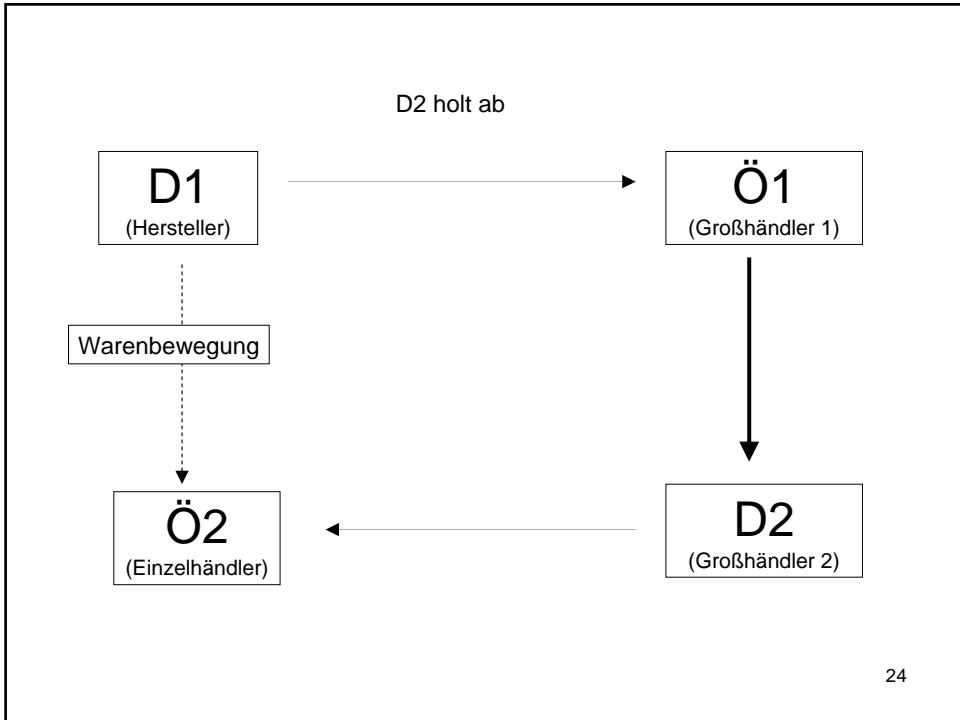 D2 holt ab
D1
(Hersteller)
Ö1
(Großhändler 1)
Warenbewegung
Ö2
(Einzelhändler)
D2
(Großhändler 2)
24